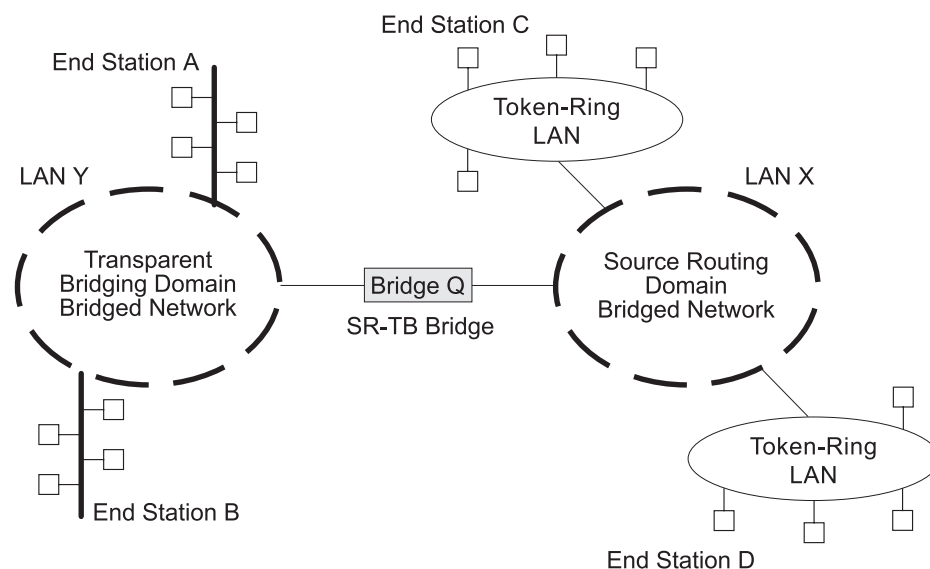 End Station C
End Station A
Token-Ring
LAN
LAN Y
LAN X
Transparent
Bridging Domain
Bridged Network
Bridge Q
SR-TB Bridge
Source Routing
Domain
Bridged Network
Token-Ring
LAN
End Station B
End Station D